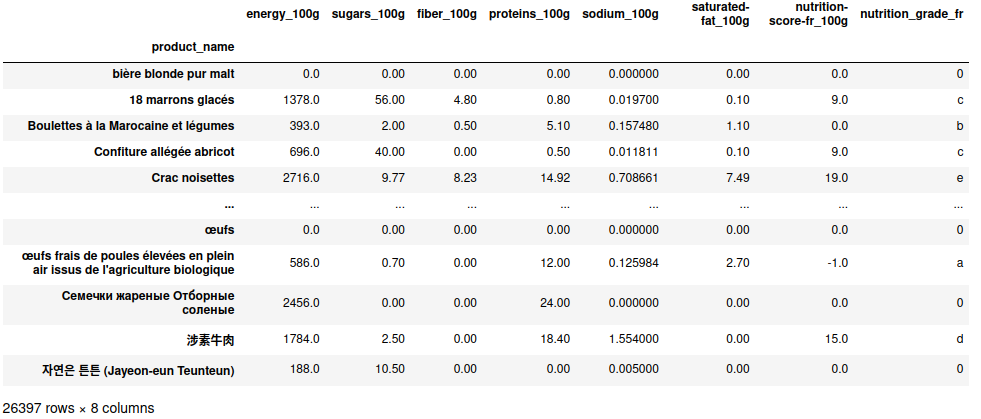 energy_100g sugars_100g fiber_100g proteins_100g sodium_100g saturated-fat_100g nutrition-score-fr_100g nutrition_grade_fr
product_name
bière blonde pur malt 0.0 0.00 0.00 0.00 0.000000 0.00 0.0 0
18 marrons glacés 1378.0 56.00 4.80 0.80 0.019700 0.10 9.0 c
Boulettes à la Marocaine et légumes 393.0 2.00 0.50 5.10 0.157480 1.10 0.0 b
Confiture allégée abricot 696.0 40.00 0.00 0.50 0.011811 0.10 9.0 c
Crac noisettes 2716.0 9.77 8.23 14.92 0.708661 7.49 19.0 e
... ... ... ... ... ... ... ... ...
œufs 0.0 0.00 0.00 0.00 0.000000 0.00 0.0 0
œufs frais de poules élevées en plein
air issus de l'agriculture biologique 586.0 0.70 0.00 12.00 0.125984 2.70 -1.0 a
Семечки жареные Отборные
соленые 2456.0 0.00 0.00 24.00 0.000000 0.00 0.0 0
涉素牛肉 1784.0 2.50 0.00 18.40 1.554000 0.00 15.0 d
자연은 튼튼 (Jayeon-eun Teunteun) 188.0 10.50 0.00 0.00 0.005000 0.00 0.0 0
26397 rows × 8 columns